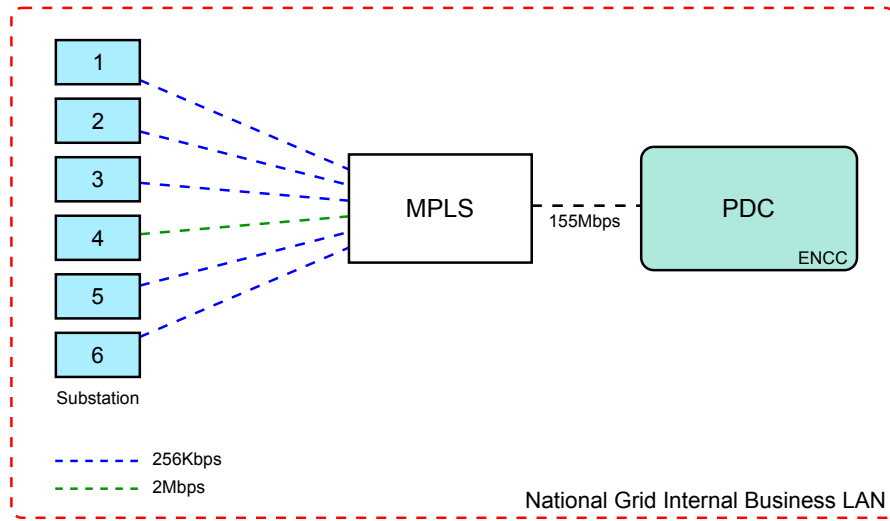 1
2
3
4
5
6
Substation
MPLS
155Mbps
PDC
ENCC
256Kbps
2Mbps
National Grid Internal Business LAN